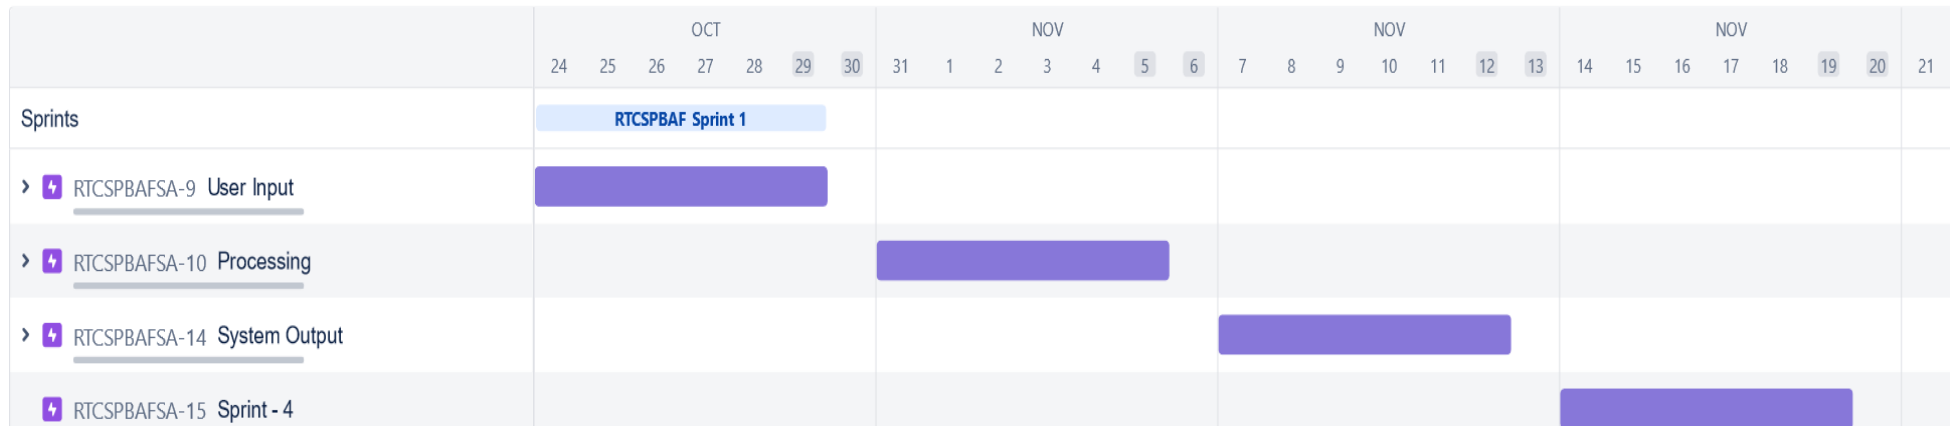 OCT NOV NOV NOV
24 25 26 27 28 29 30 31 1 2 3 4 5 6 7 8 9 10 11 12 13 14 15 16 17 18 19 20 21
Sprints RTCSPBAF Sprint 1
RTCSPBAFSA-9 User Input
RTCSPBAFSA-10 Processing
RTCSPBAFSA-14 System Output
RTCSPBAFSA-15 Sprint - 4